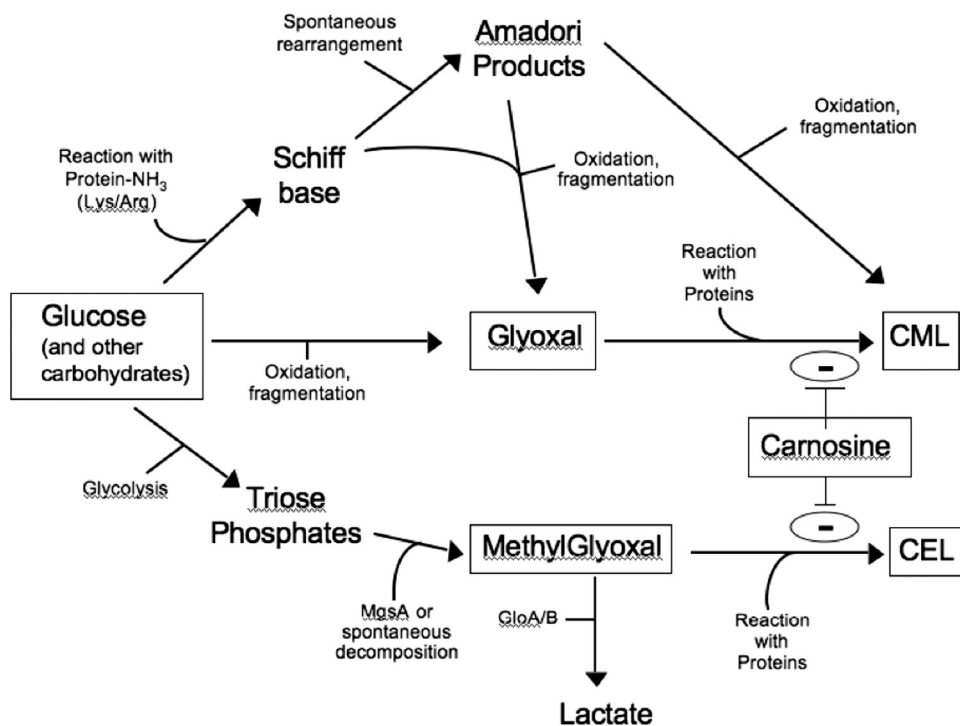 Spontaneous
rearrangement
Amadori
Products
Oxidation,
fragmentation
Reaction with
Protein-NH3
(Lys/Arg)
Schiff
base
Oxidation,
fragmentation
Reaction
with
Proteins
Glucose
(and other
carbohydrates)
Glyoxal
CML
Oxidation,
fragmentation
-
Carnosine
Glycolysis
Triose
Phosphates
-
MethylGlyoxal
CEL
MgsA or
spontaneous
decomposition
GloA/B
Reaction
with
Proteins
Lactate